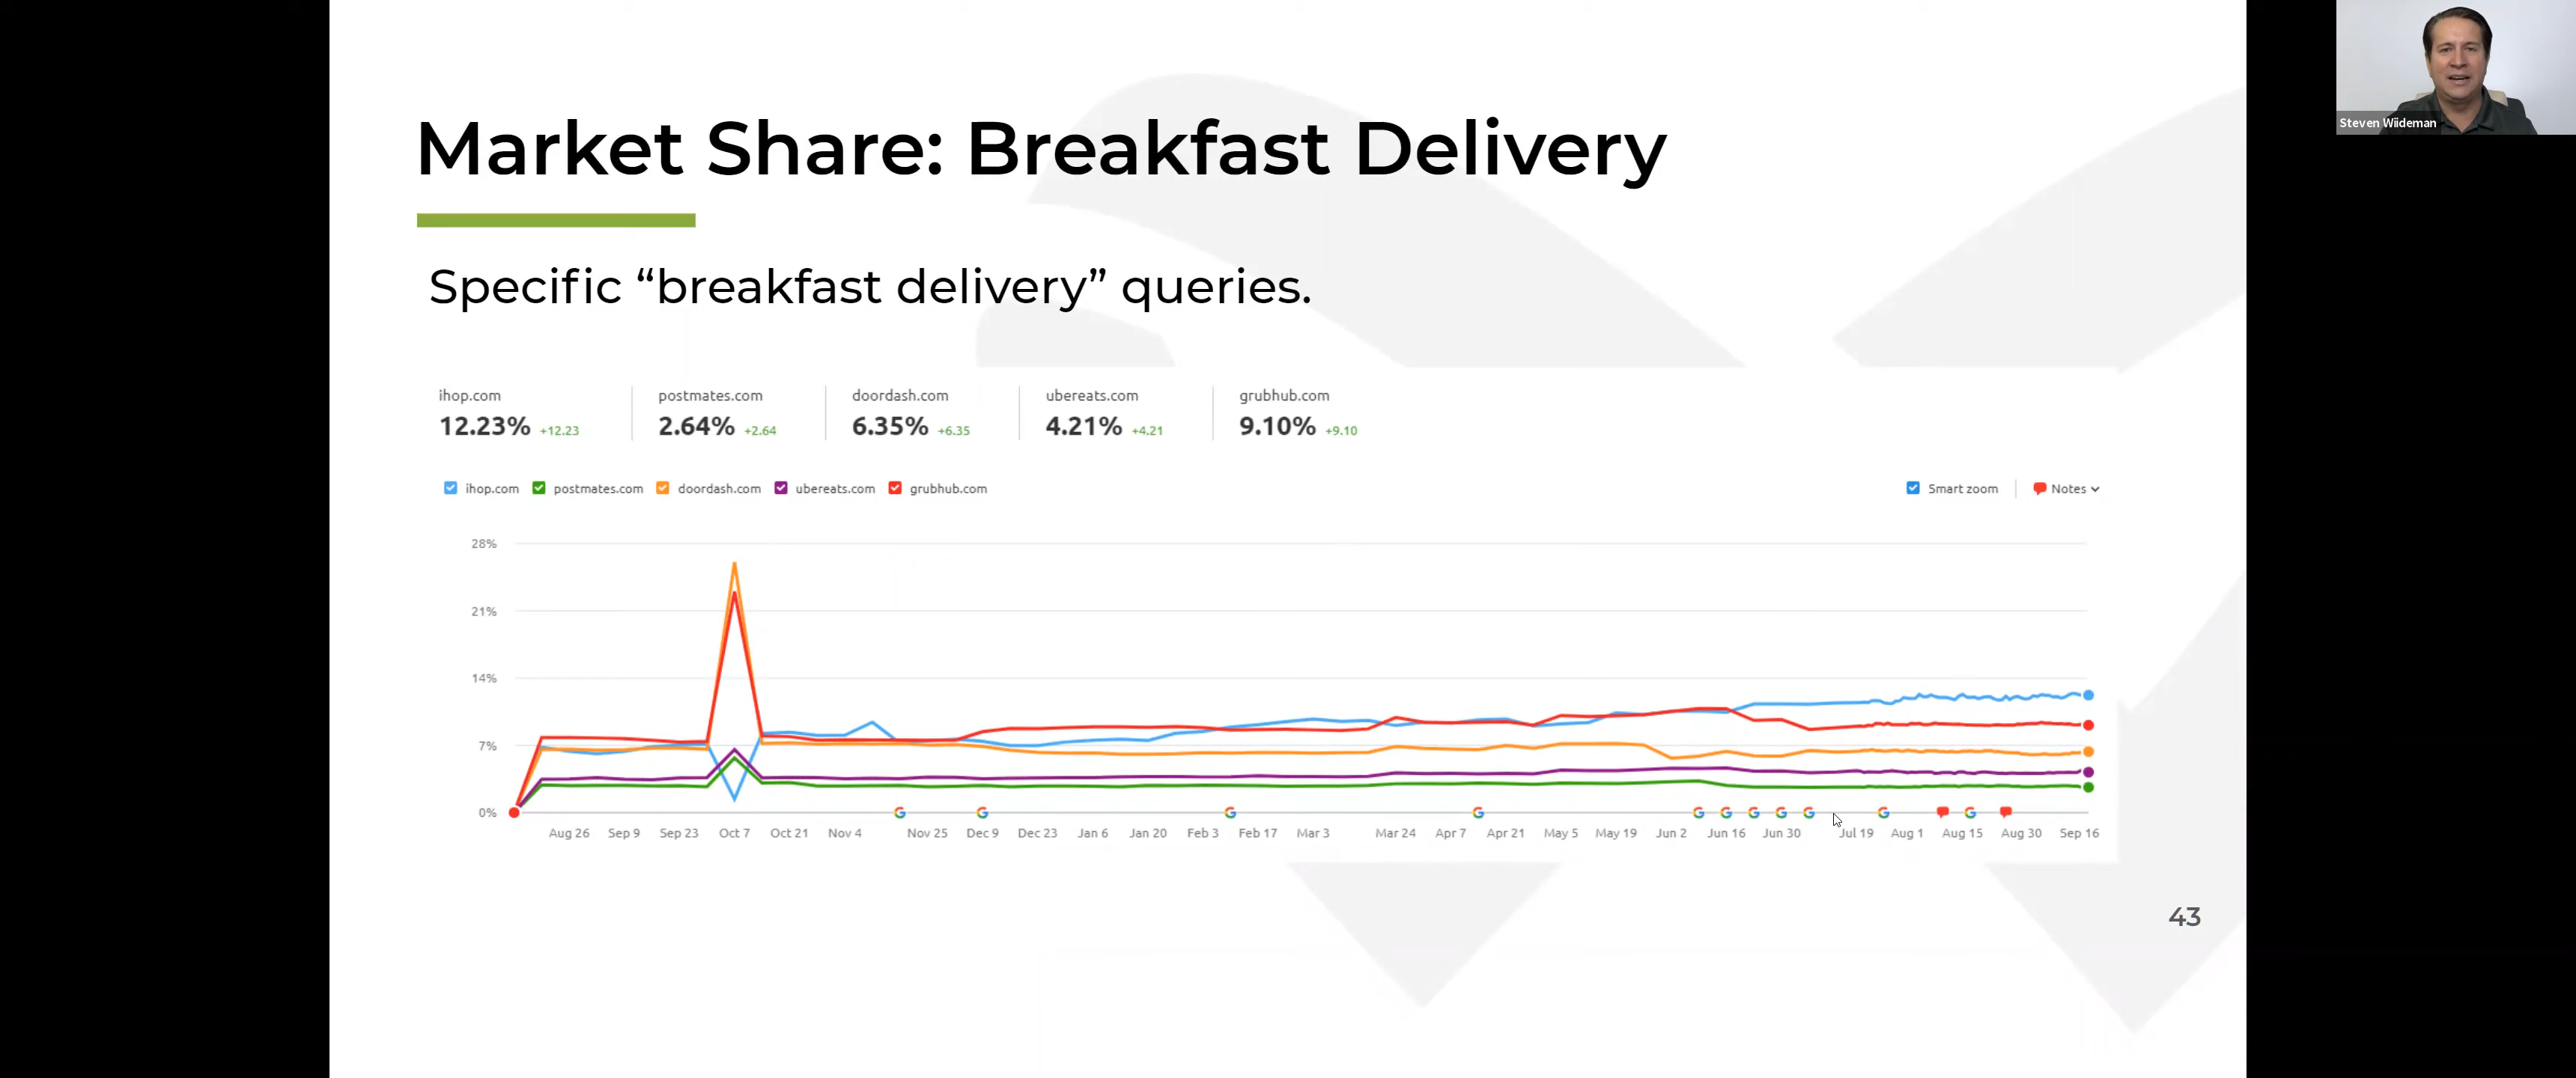 Market Share: Breakfast Delivery
Specific “breakfast delivery” queries.
ihop.com postmates.com doordash.com ubereats.com grubhub.com
12.23% +12.23 2.64% +2.64 6.35% +6.35 4.21% +4.21 9.10% +9.10
ihop.com postmates.com doordash.com ubereats.com grubhub.com Smart zoom Notes
28%
21%
14%
7%
0%
Aug 26 Sep 9 Sep 23 Oct 7 Oct 21 Nov 4 Nov 25 Dec 9 Dec 23 Jan 6 Jan 20 Feb 3 Feb 17 Mar 3 Mar 24 Apr 7 Apr 21 May 5 May 19 Jun 2 Jun 16 Jun 30 Jul 19 Aug 1 Aug 15 Aug 30 Sep 16
43
Steven Wiideman